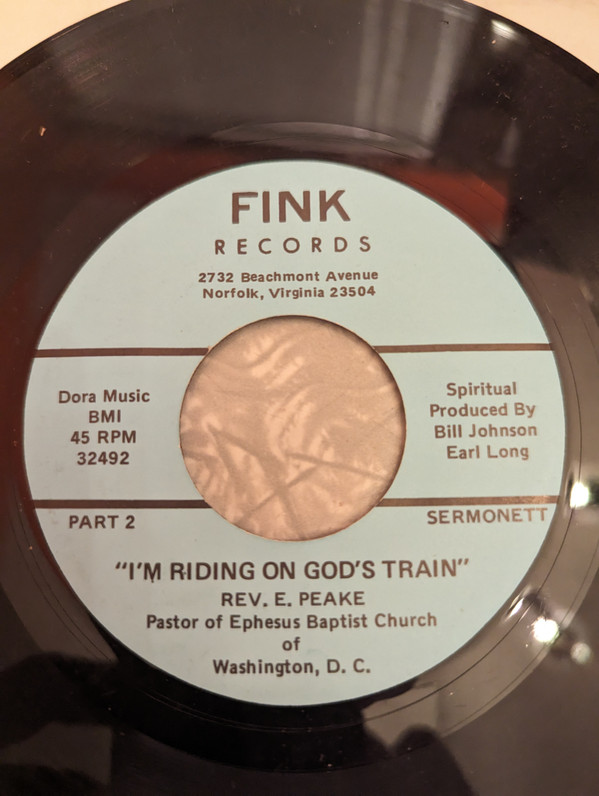 FINK
RECORDS
2732 Beachmont Avenue
Norfolk, Virginia 23504
Dora Music
BMI
45 RPM
32492
Spiritual
Produced By
Bill Johnson
Earl Long
PART 2
SERMONETT
"I'M RIDING ON GOD'S TRAIN"
REV. E. PEAKE
Pastor of Ephesus Baptist Church
of
Washington, D. C.